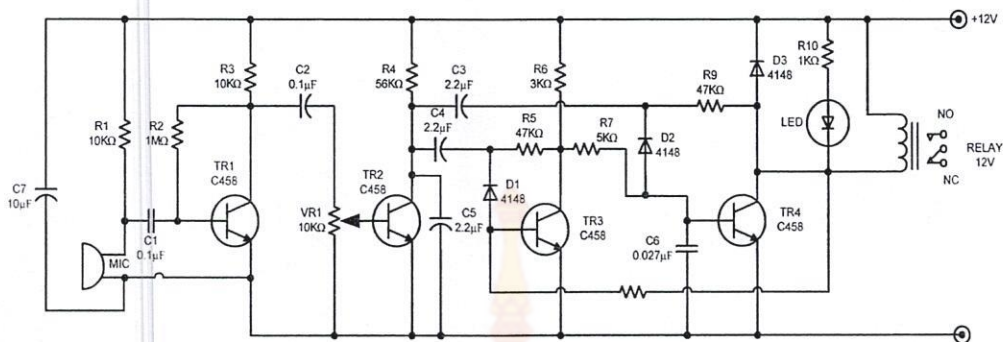 +12V
R3
10KΩ
C2
0.1µF
R4
56KΩ
C3
2.2µF
R6
3KΩ
R9
47KΩ
D3
4148
R10
1KΩ
R1
10KΩ
R2
1MΩ
TR1
C458
C4
2.2µF
R5
47KΩ
R7
5KΩ
D2
4148
LED
NO
RELAY
12V
NC
C7
10µF
TR2
C458
D1
4148
VR1
10KΩ
C5
2.2µF
TR3
C458
TR4
C458
C1
0.1µF
MIC
C6
0.027µF